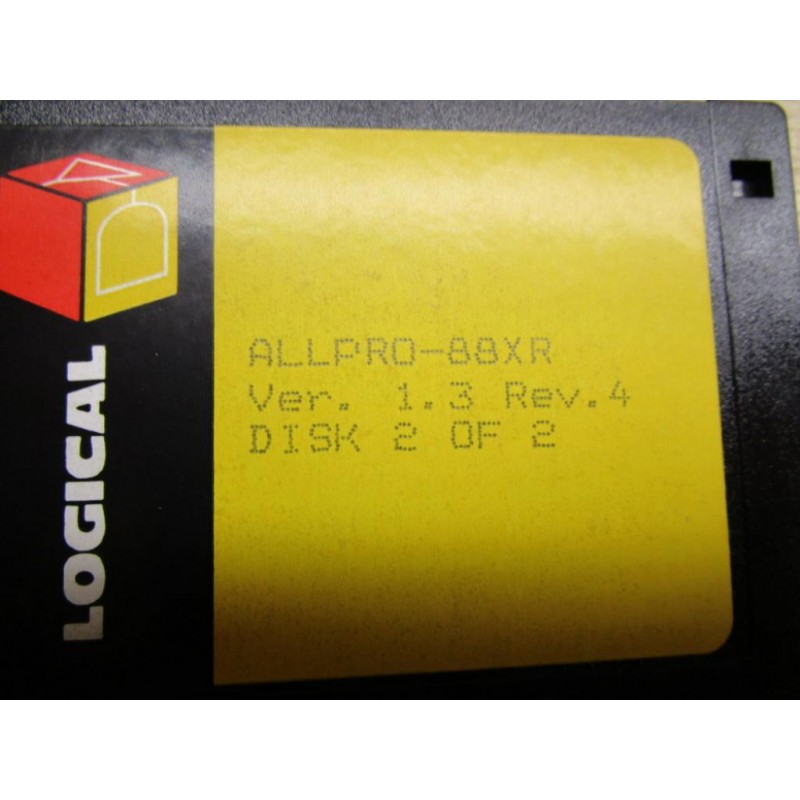 LOGICAL
ALLPRO-88XR
Ver. 1.3 Rev.4
DISK 2 OF 2